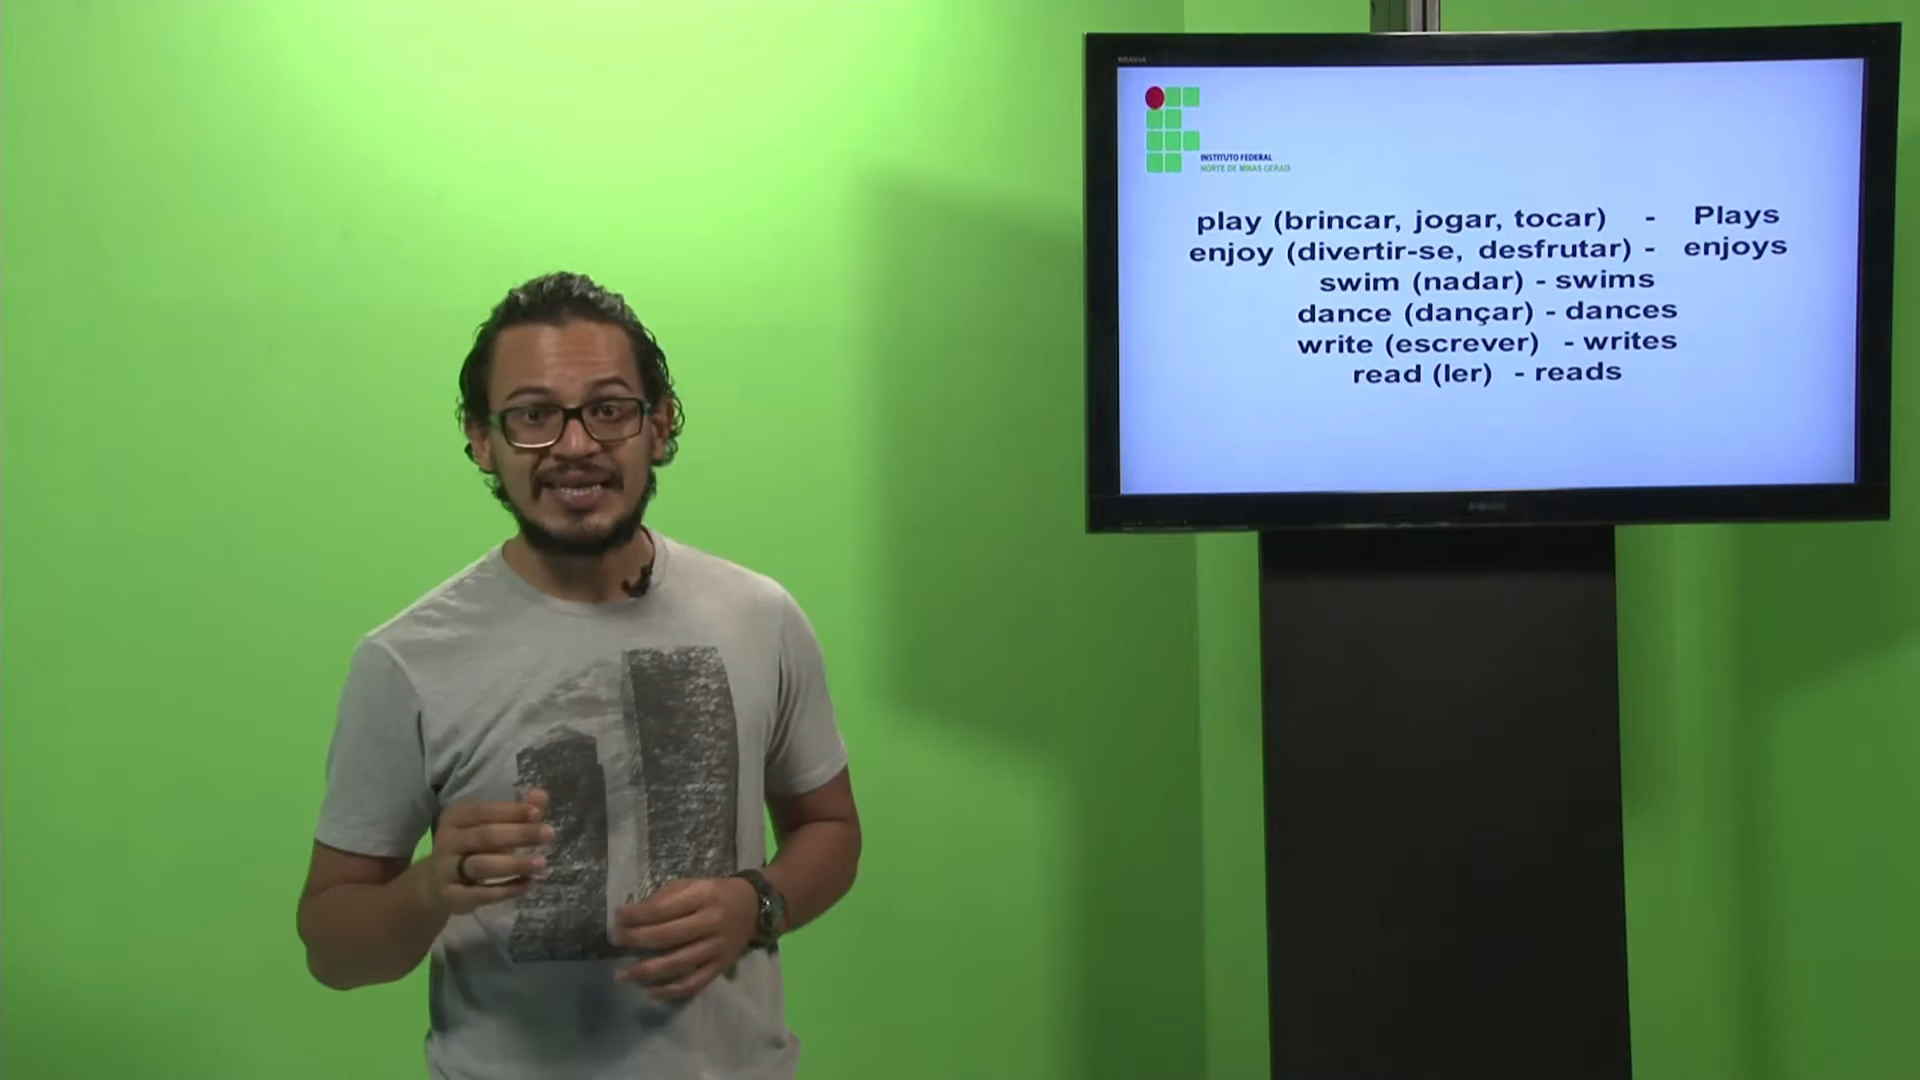 BRAVIA
INSTITUTO FEDERAL
NORTE DE MINAS GERAIS
play (brincar, jogar, tocar) - Plays
enjoy (divertir-se, desfrutar) - enjoys
swim (nadar) - swims
dance (dançar) - dances
write (escrever) - writes
read (ler) - reads